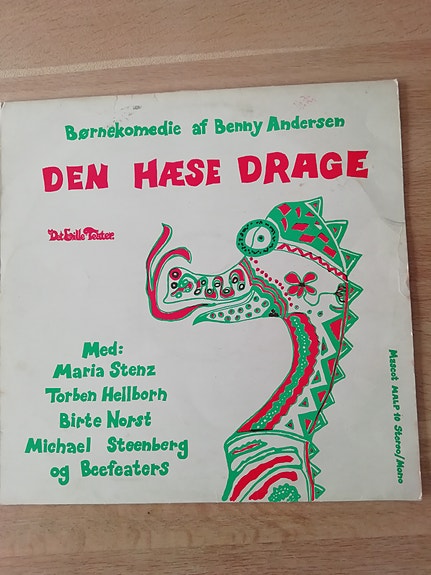 Børnekomedie af Benny Andersen
DEN HÆSE DRAGE
Det Lille Teater
Med:
Maria Stenz
Torben Hellborn
Birte Norst
Michael Steenberg
og Beefeaters
Mascot MALP 10 Stereo/Mono